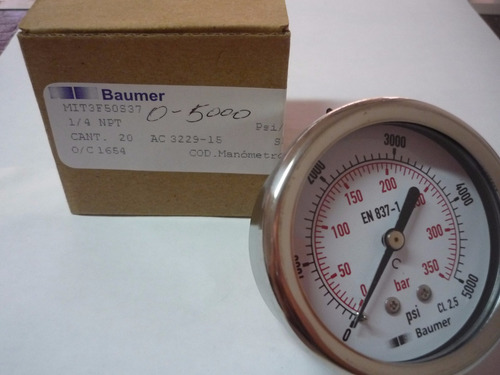 Baumer
MIT3F50S37 0-5000
1/4 NPT Psi/
CANT. 20 AC 3229-18 S
O/C 1654 COD.Manómetro
0
1000
2000
3000
4000
5000
0
50
100
150
200
300
350
EN 837-1
bar
psi
CL 2.5
Baumer